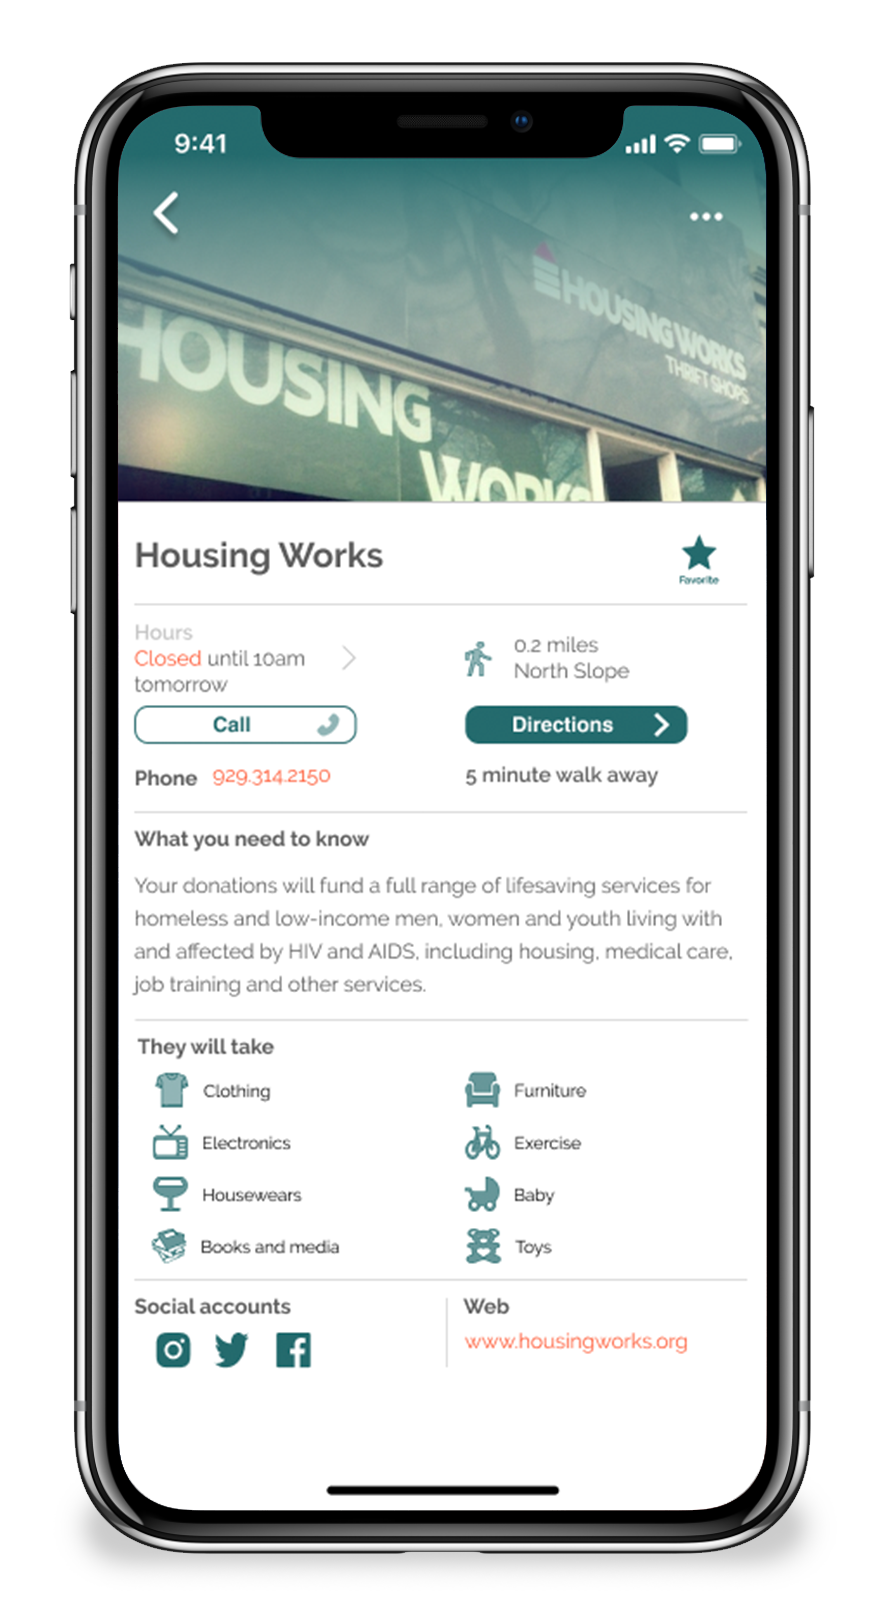 9:41
HOUSING WORKS
THRIFT SHOPS
HOUSING
WORKS
Housing Works
Favorite
Hours
Closed until 10am
tomorrow
0.2 miles
North Slope
Call
Directions
Phone 929.314.2150
5 minute walk away
What you need to know
Your donations will fund a full range of lifesaving services for
homeless and low-income men, women and youth living with
and affected by HIV and AIDS, including housing, medical care,
job training and other services.
They will take
Clothing
Furniture
Electronics
Exercise
Housewears
Baby
Books and media
Toys
Social accounts
Web
www.housingworks.org